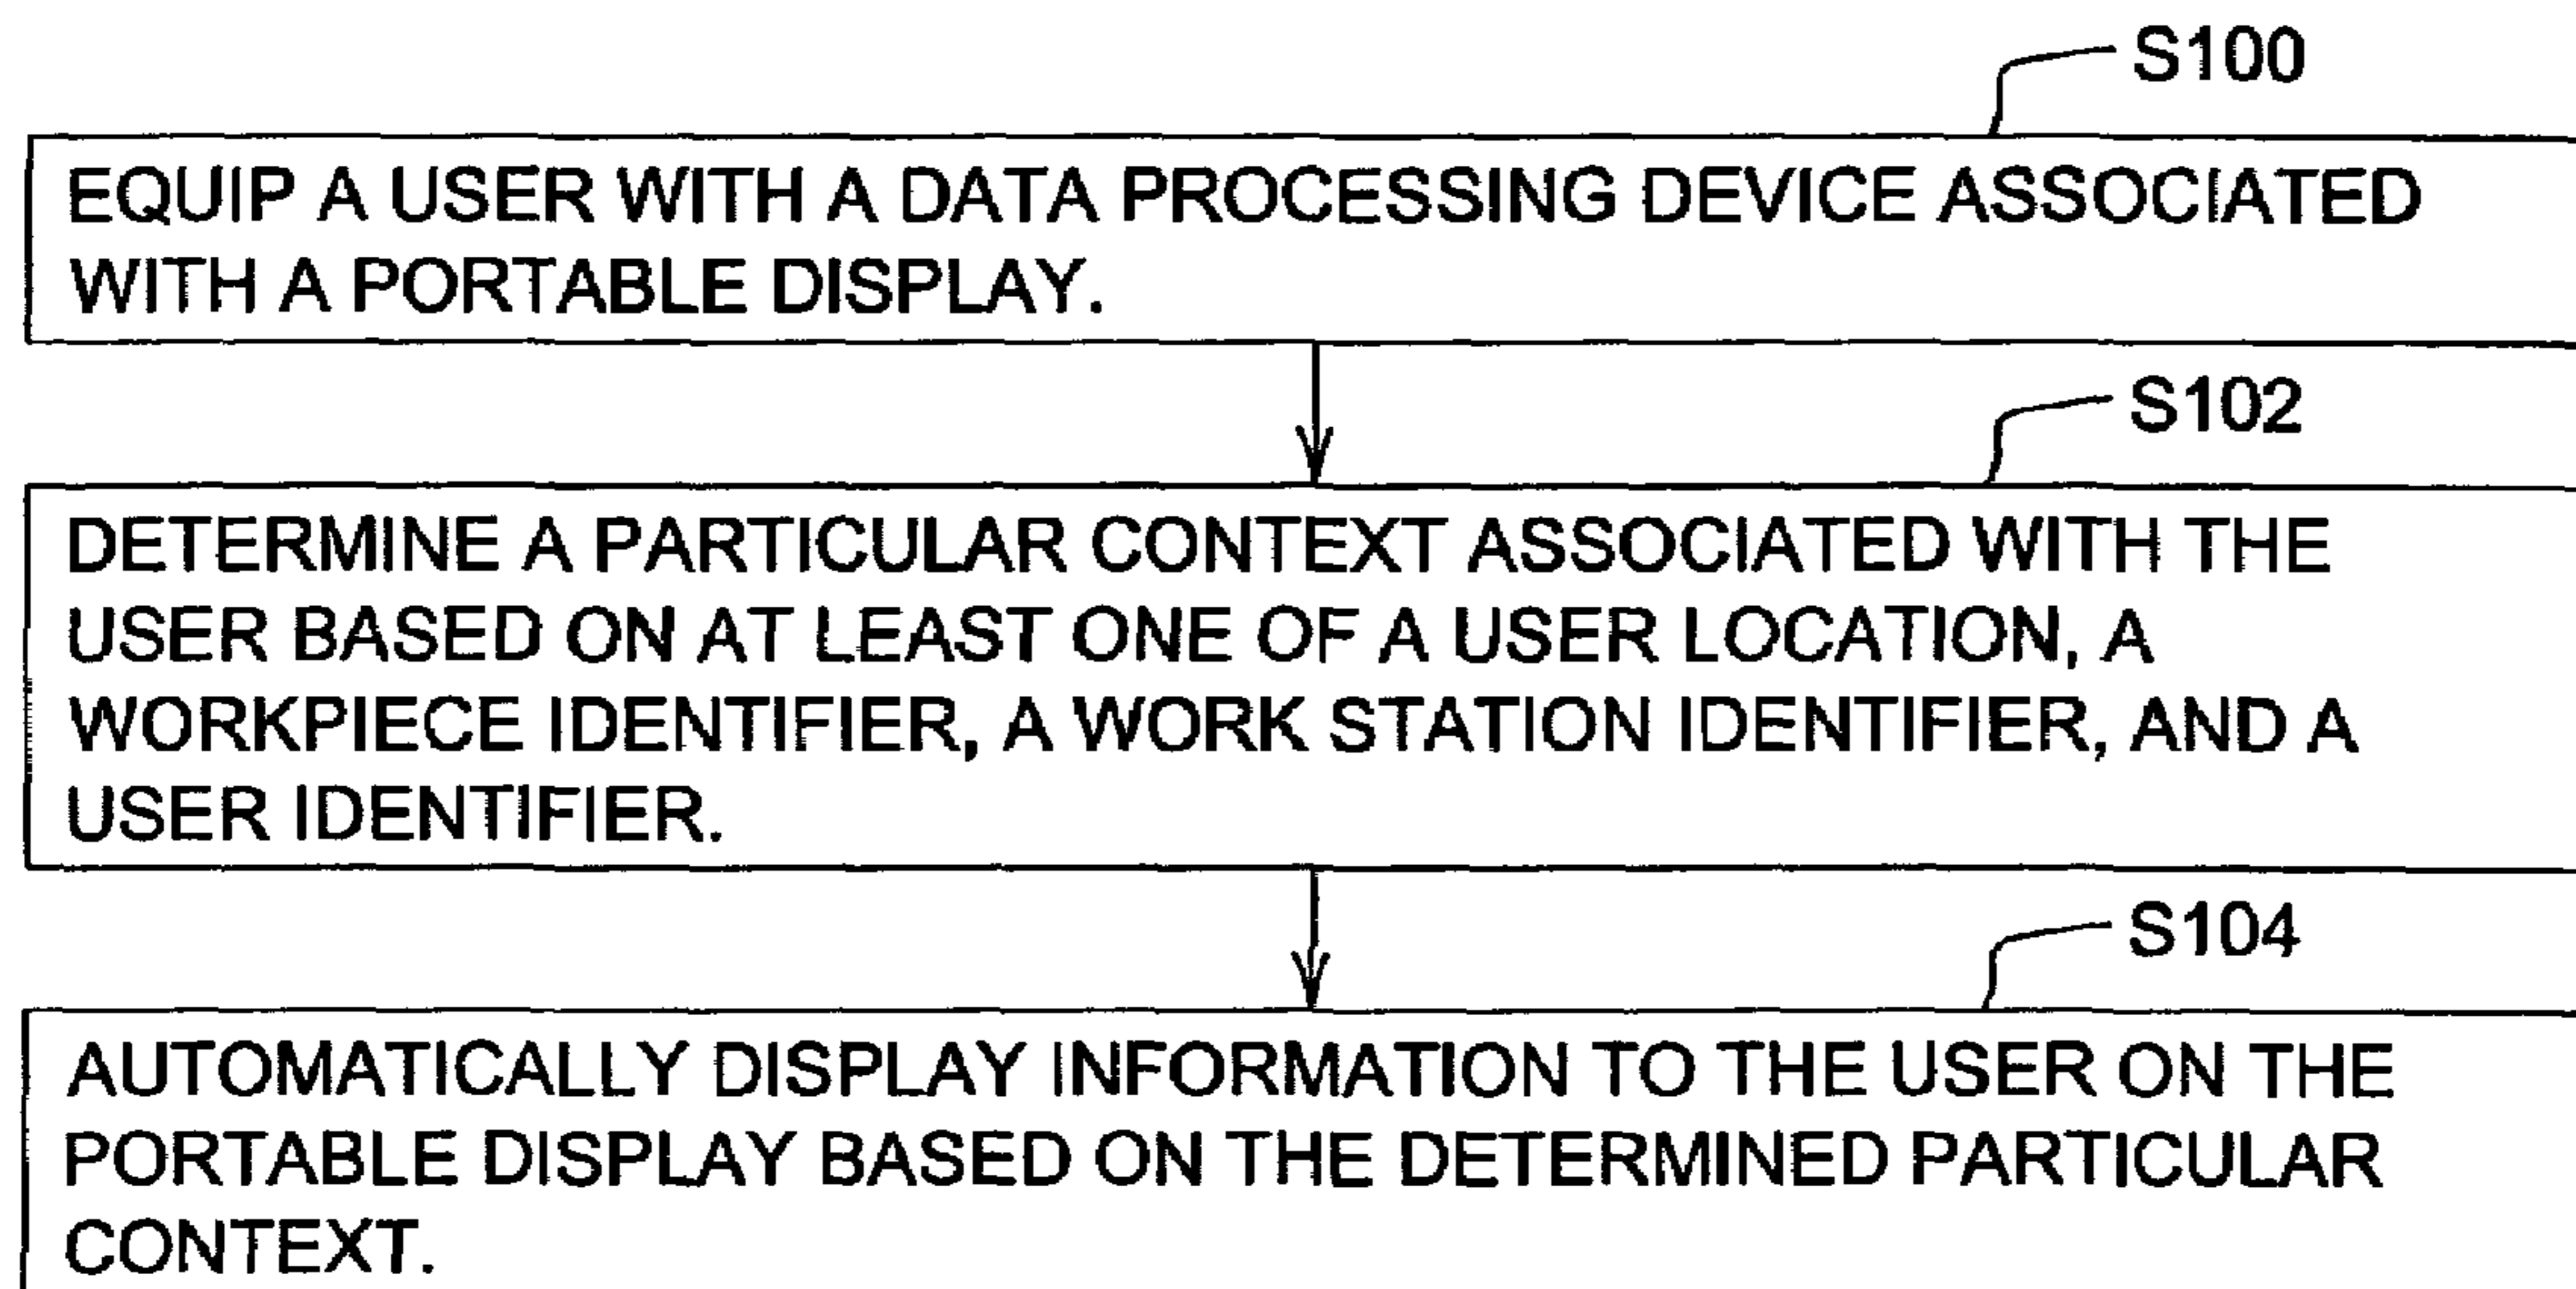 S100
EQUIP A USER WITH A DATA PROCESSING DEVICE ASSOCIATED
WITH A PORTABLE DISPLAY.
S102
DETERMINE A PARTICULAR CONTEXT ASSOCIATED WITH THE
USER BASED ON AT LEAST ONE OF A USER LOCATION, A
WORKPIECE IDENTIFIER, A WORK STATION IDENTIFIER, AND A
USER IDENTIFIER.
S104
AUTOMATICALLY DISPLAY INFORMATION TO THE USER ON THE
PORTABLE DISPLAY BASED ON THE DETERMINED PARTICULAR
CONTEXT.